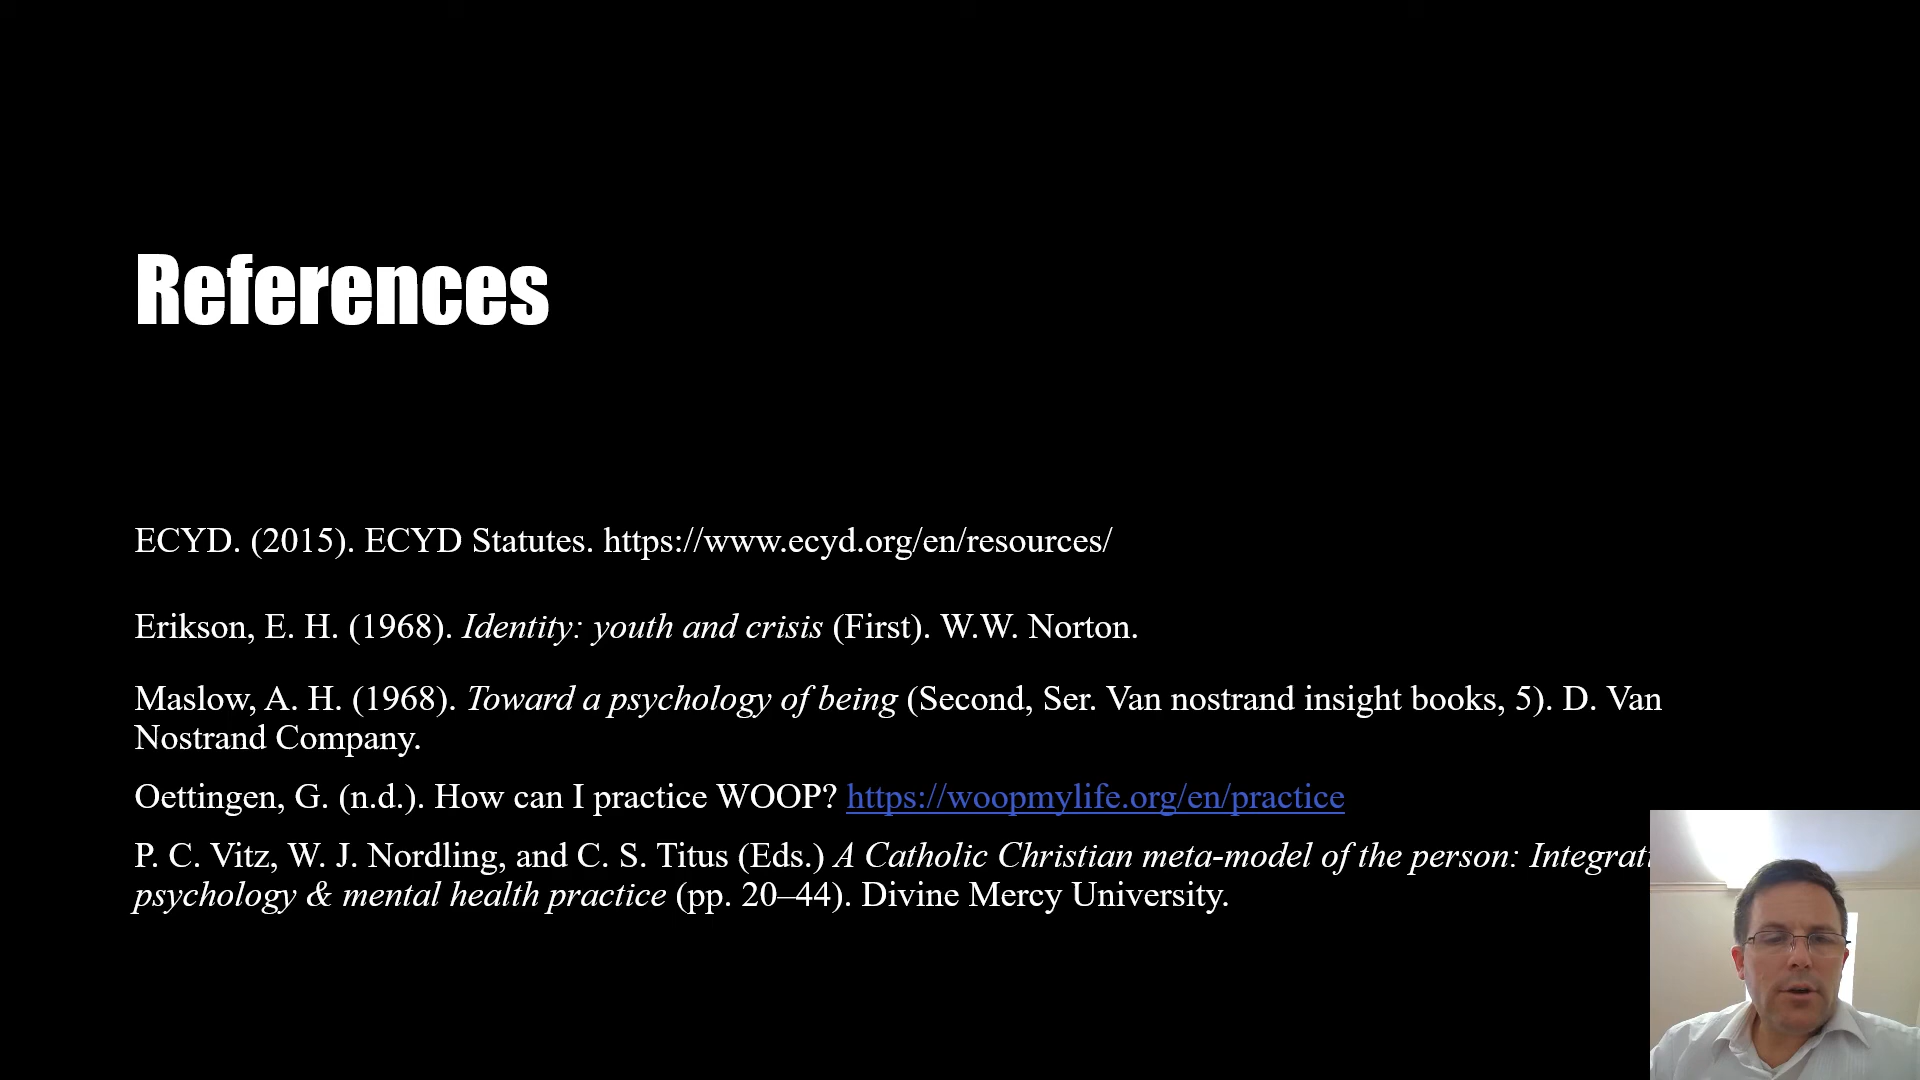 References
ECYD. (2015). ECYD Statutes. https://www.ecyd.org/en/resources/
Erikson, E. H. (1968). Identity: youth and crisis (First). W.W. Norton.
Maslow, A. H. (1968). Toward a psychology of being (Second, Ser. Van nostrand insight books, 5). D. Van
Nostrand Company.
Oettingen, G. (n.d.). How can I practice WOOP? https://woopmylife.org/en/practice
P. C. Vitz, W. J. Nordling, and C. S. Titus (Eds.) A Catholic Christian meta-model of the person:
psychology & mental health practice (pp. 20–44). Divine Mercy University.